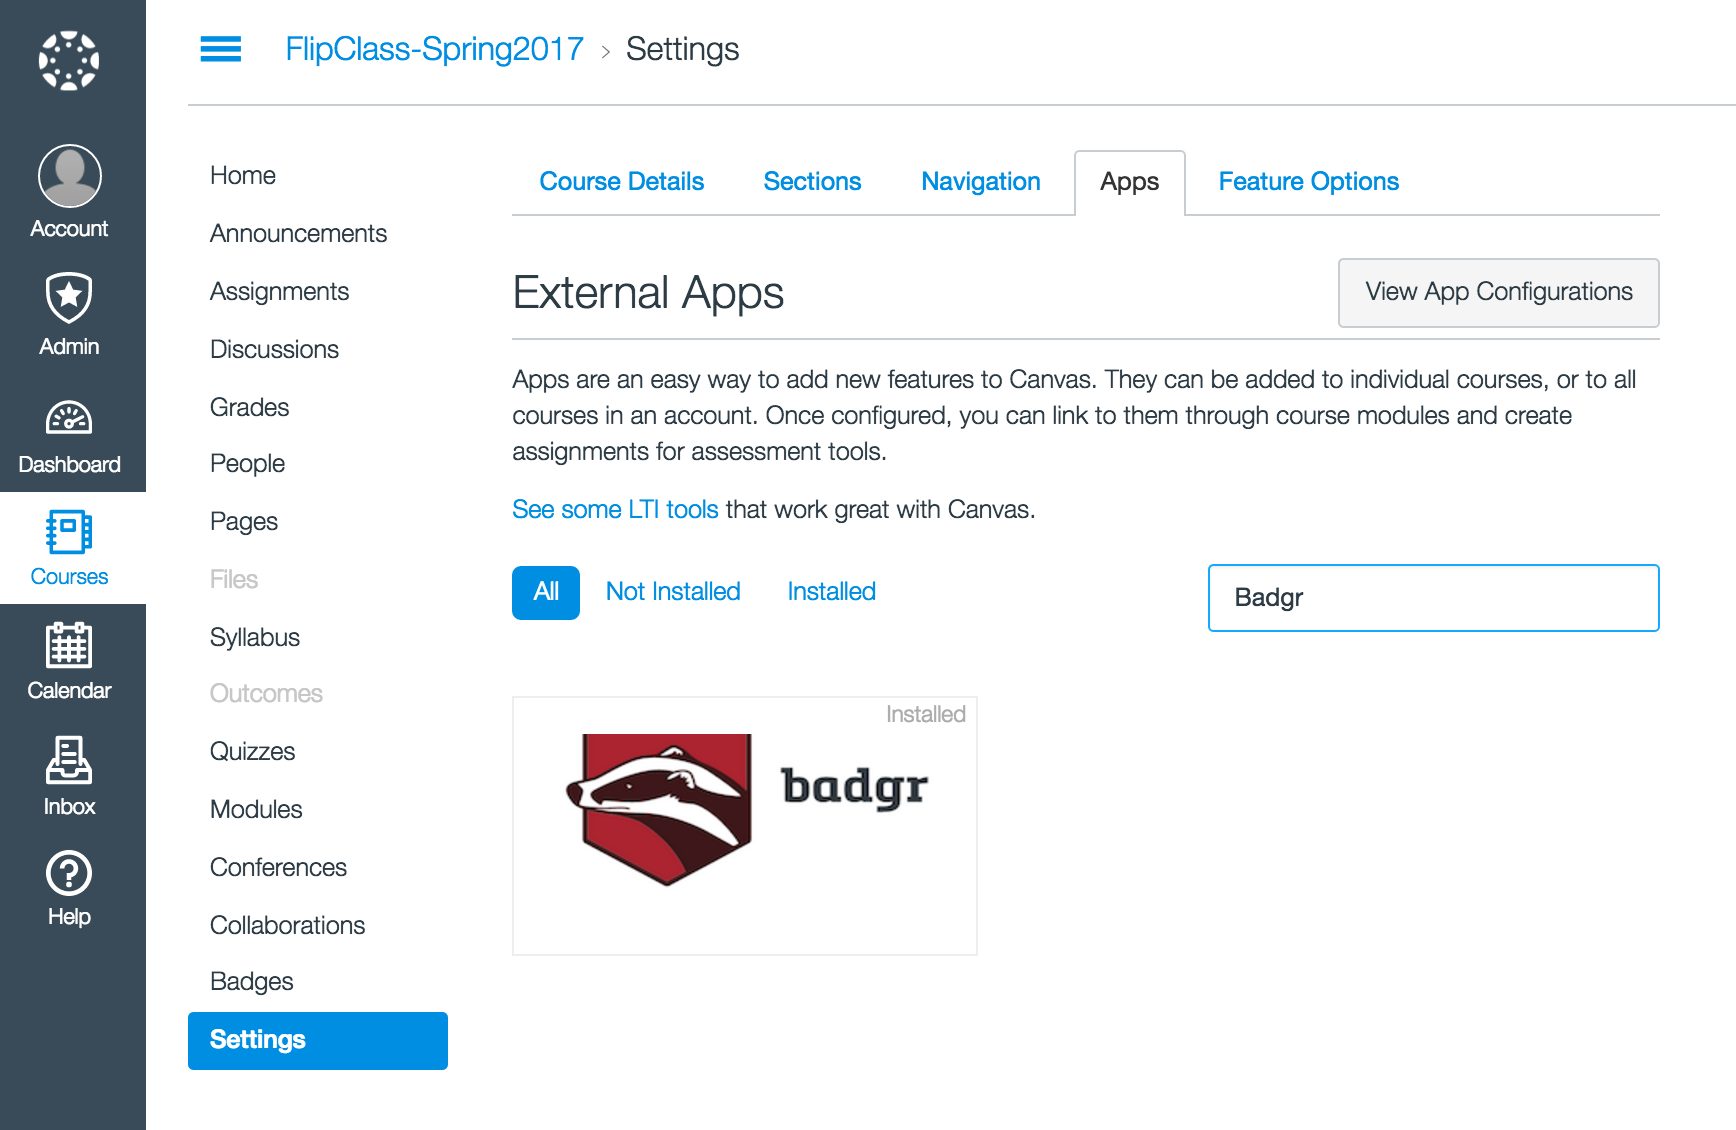 FlipClass-Spring2017 > Settings
Account
Admin
Dashboard
Courses
Calendar
Inbox
Help
Home
Announcements
Assignments
Discussions
Grades
People
Pages
Files
Syllabus
Outcomes
Quizzes
Modules
Conferences
Collaborations
Badges
Settings
Course Details Sections Navigation Apps Feature Options
External Apps View App Configurations
Apps are an easy way to add new features to Canvas. They can be added to individual courses, or to all
courses in an account. Once configured, you can link to them through course modules and create
assignments for assessment tools.
See some LTI tools that work great with Canvas.
All Not Installed Installed Badgr
Installed
badgr